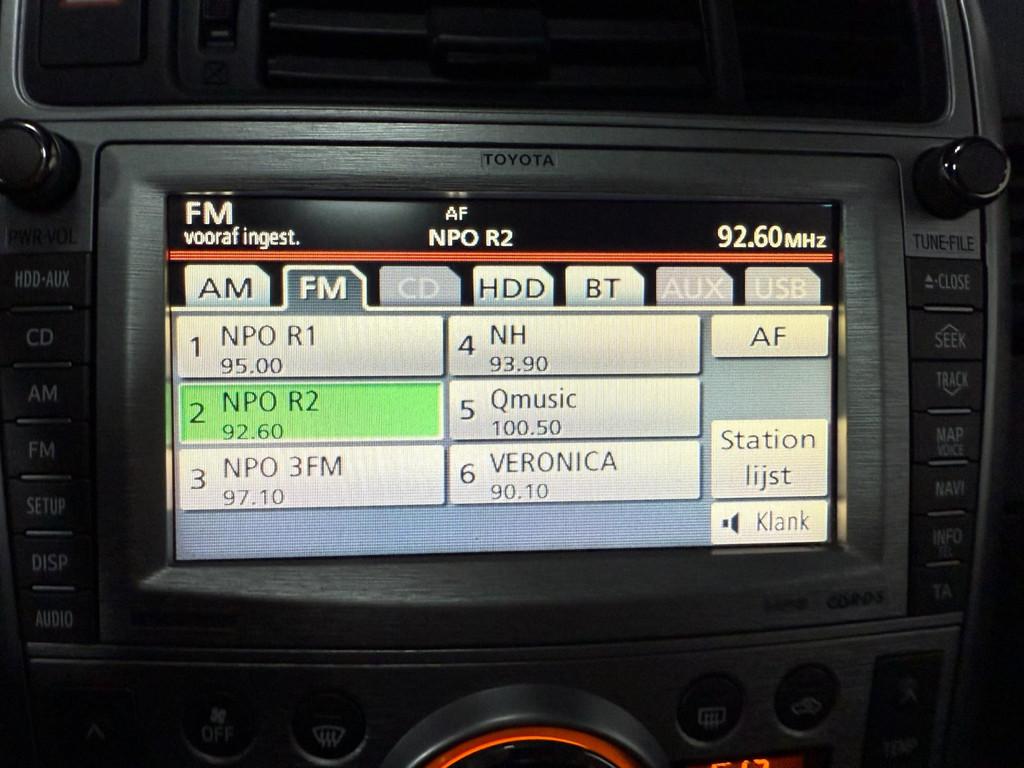 TOYOTA
FM
AF
vooraf ingest.
NPO R2
92.60MHz
AM
FM
CD
HDD
BT
AUX
USB
1 NPO R1
95.00
2 NPO R2
92.60
3 NPO 3FM
97.10
4 NH
93.90
5 Qmusic
100.50
6 VERONICA
90.10
AF
Station
lijst
Klank
PWR·VOL
HDD·AUX
CD
AM
FM
SETUP
DISP
AUDIO
TUNE·FILE
CLOSE
SEEK
TRACK
MAP
VOICE
NAVI
INFO
TEL
TA
OFF
TEMP